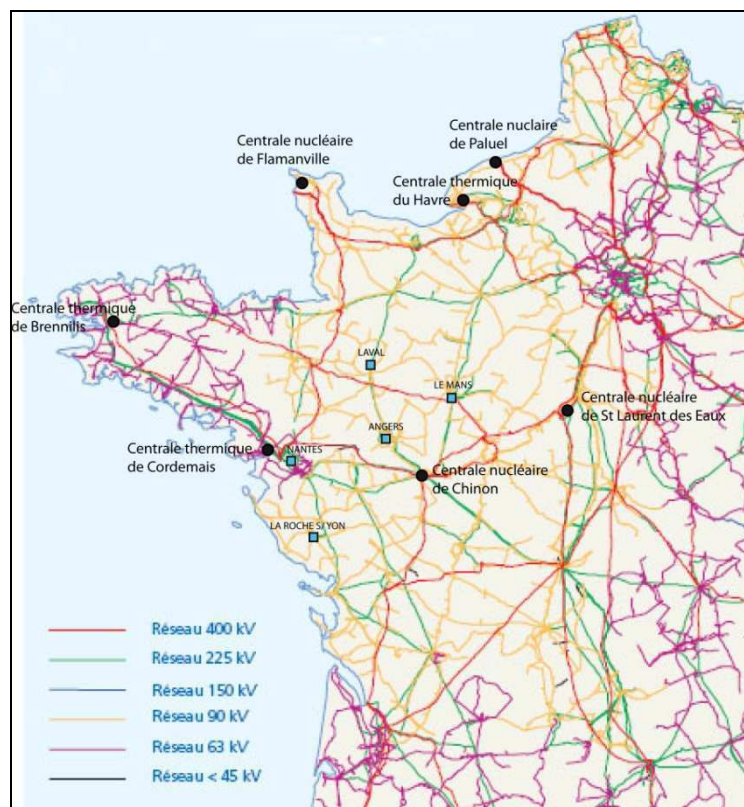 Centrale nuclaire
de Paluel
Centrale nucléaire
de Flamanville
Centrale thermique
du Havre
Centrale thermique
de Brennilis
LAVAL
LE MANS
Centrale nucléaire
de St Laurent des Eaux
ANGERS
Centrale thermique
de Cordemais
NANTES
Centrale nucléaire
de Chinon
LA ROCHE S/YON
Réseau 400 kV
Réseau 225 kV
Réseau 150 kV
Réseau 90 kV
Réseau 63 kV
Réseau < 45 kV